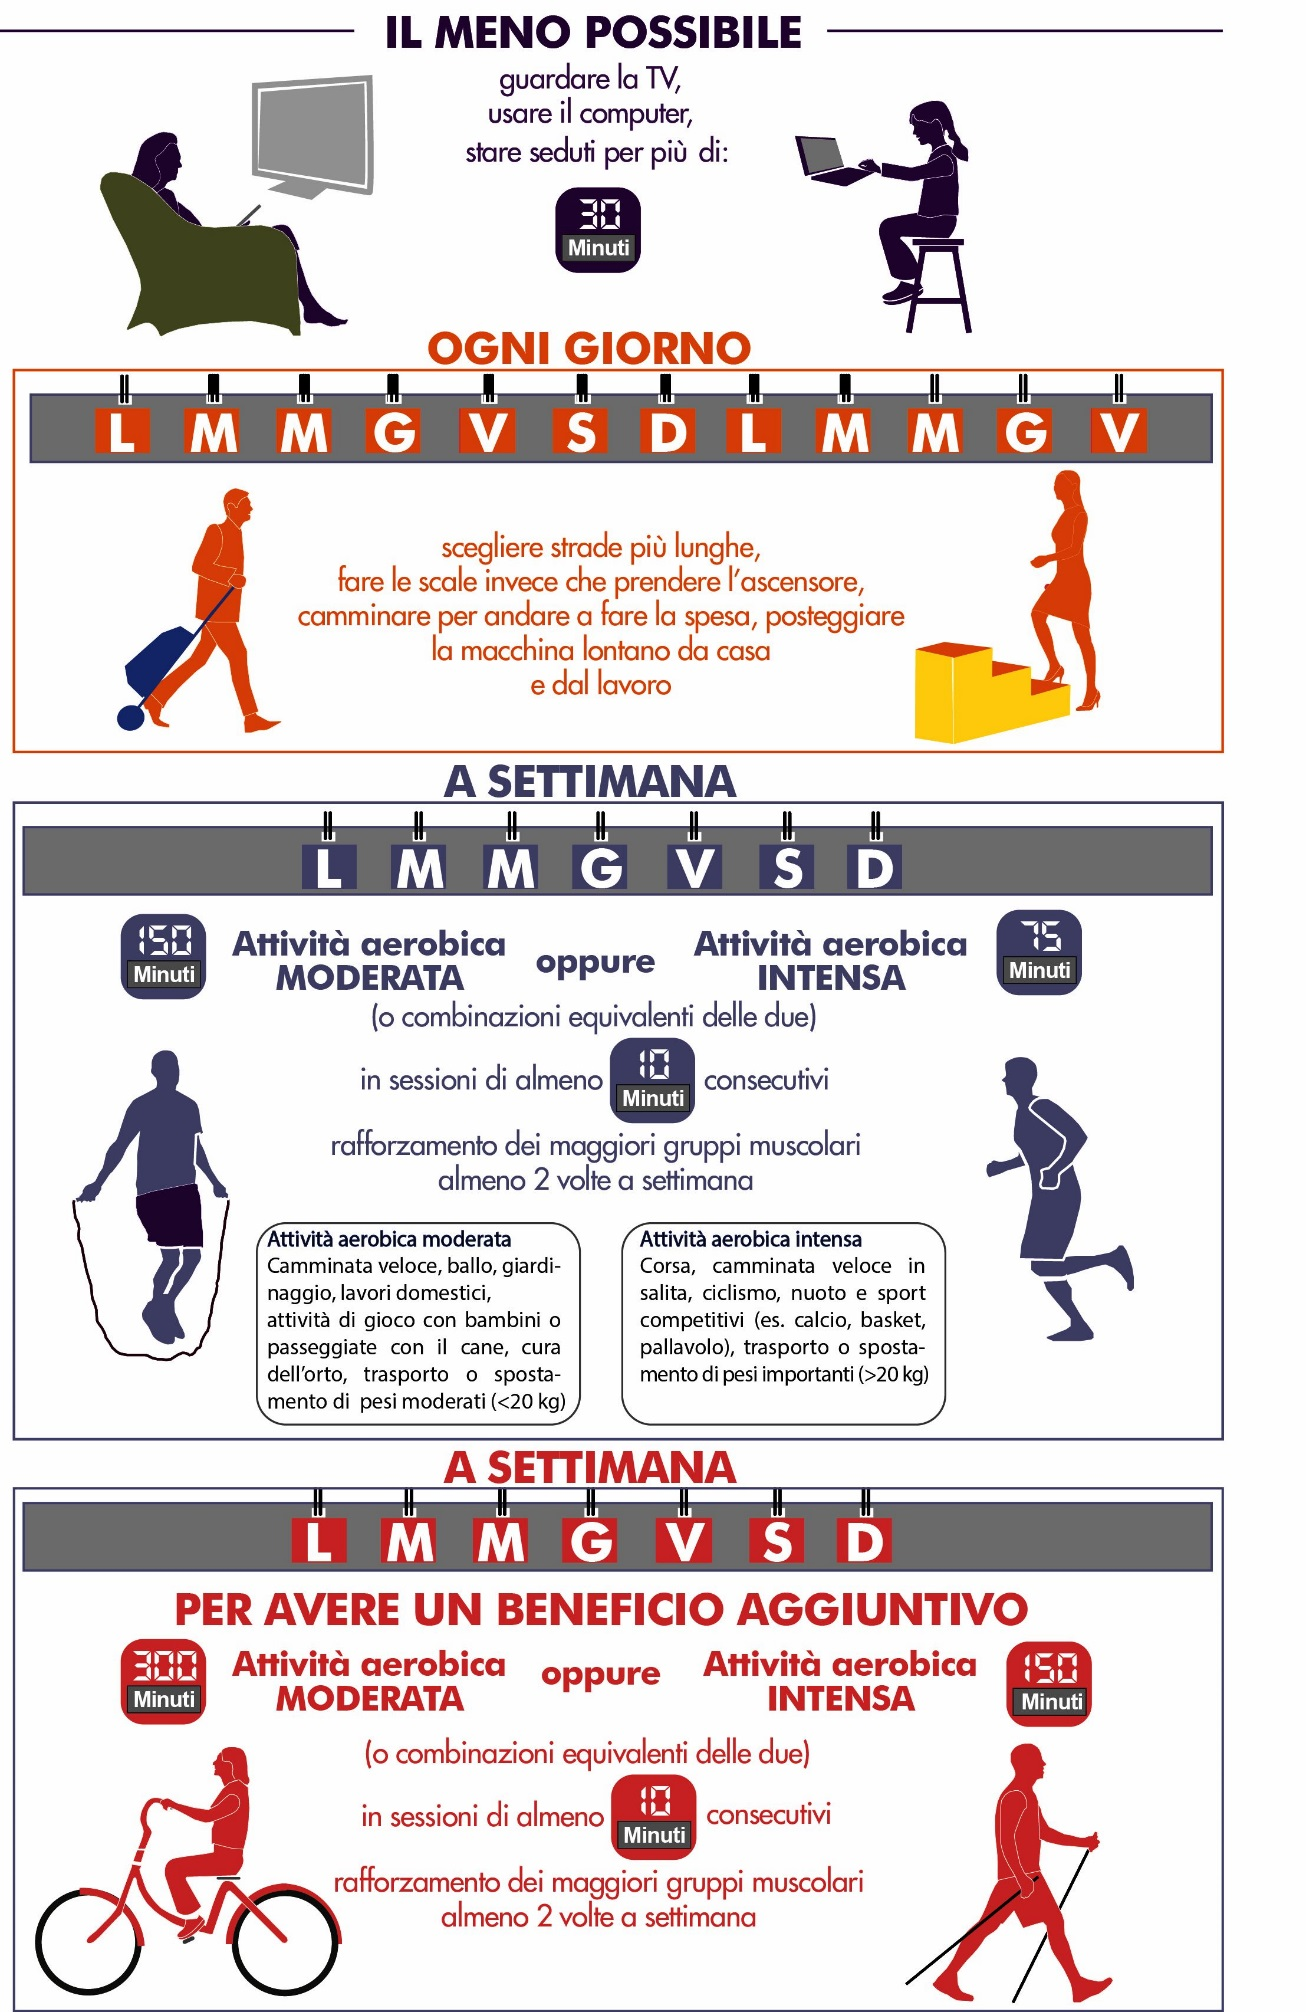 IL MENO POSSIBILE
guardare la TV,
usare il computer,
stare seduti per più di:
30
Minuti
OGNI GIORNO
L M M G V S D L M M G V
scegliere strade più lunghe,
fare le scale invece che prendere l'ascensore,
camminare per andare a fare la spesa, posteggiare
la macchina lontano da casa
e dal lavoro
A SETTIMANA
L M M G V S D
150
Minuti
Attività aerobica
MODERATA
oppure
Attività aerobica
INTENSA
75
Minuti
(o combinazioni equivalenti delle due)
in sessioni di almeno 10 Minuti consecutivi
rafforzamento dei maggiori gruppi muscolari
almeno 2 volte a settimana
Attività aerobica moderata
Camminata veloce, ballo, giardi-
naggio, lavori domestici,
attività di gioco con bambini o
passeggiate con il cane, cura
dell'orto, trasporto o sposta-
mento di pesi moderati (<20 kg)
Attività aerobica intensa
Corsa, camminata veloce in
salita, ciclismo, nuoto e sport
competitivi (es. calcio, basket,
pallavolo), trasporto o sposta-
mento di pesi importanti (>20 kg)
A SETTIMANA
L M M G V S D
PER AVERE UN BENEFICIO AGGIUNTIVO
300
Minuti
Attività aerobica
MODERATA
oppure
Attività aerobica
INTENSA
150
Minuti
(o combinazioni equivalenti delle due)
in sessioni di almeno 10 Minuti consecutivi
rafforzamento dei maggiori gruppi muscolari
almeno 2 volte a settimana